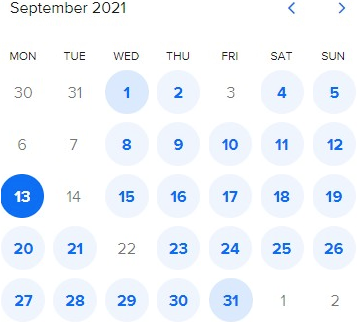 September 2021
MON TUE WED THU FRI SAT SUN
30 31 1 2 3 4 5
6 7 8 9 10 11 12
13 14 15 16 17 18 19
20 21 22 23 24 25 26
27 28 29 30 31 1 2